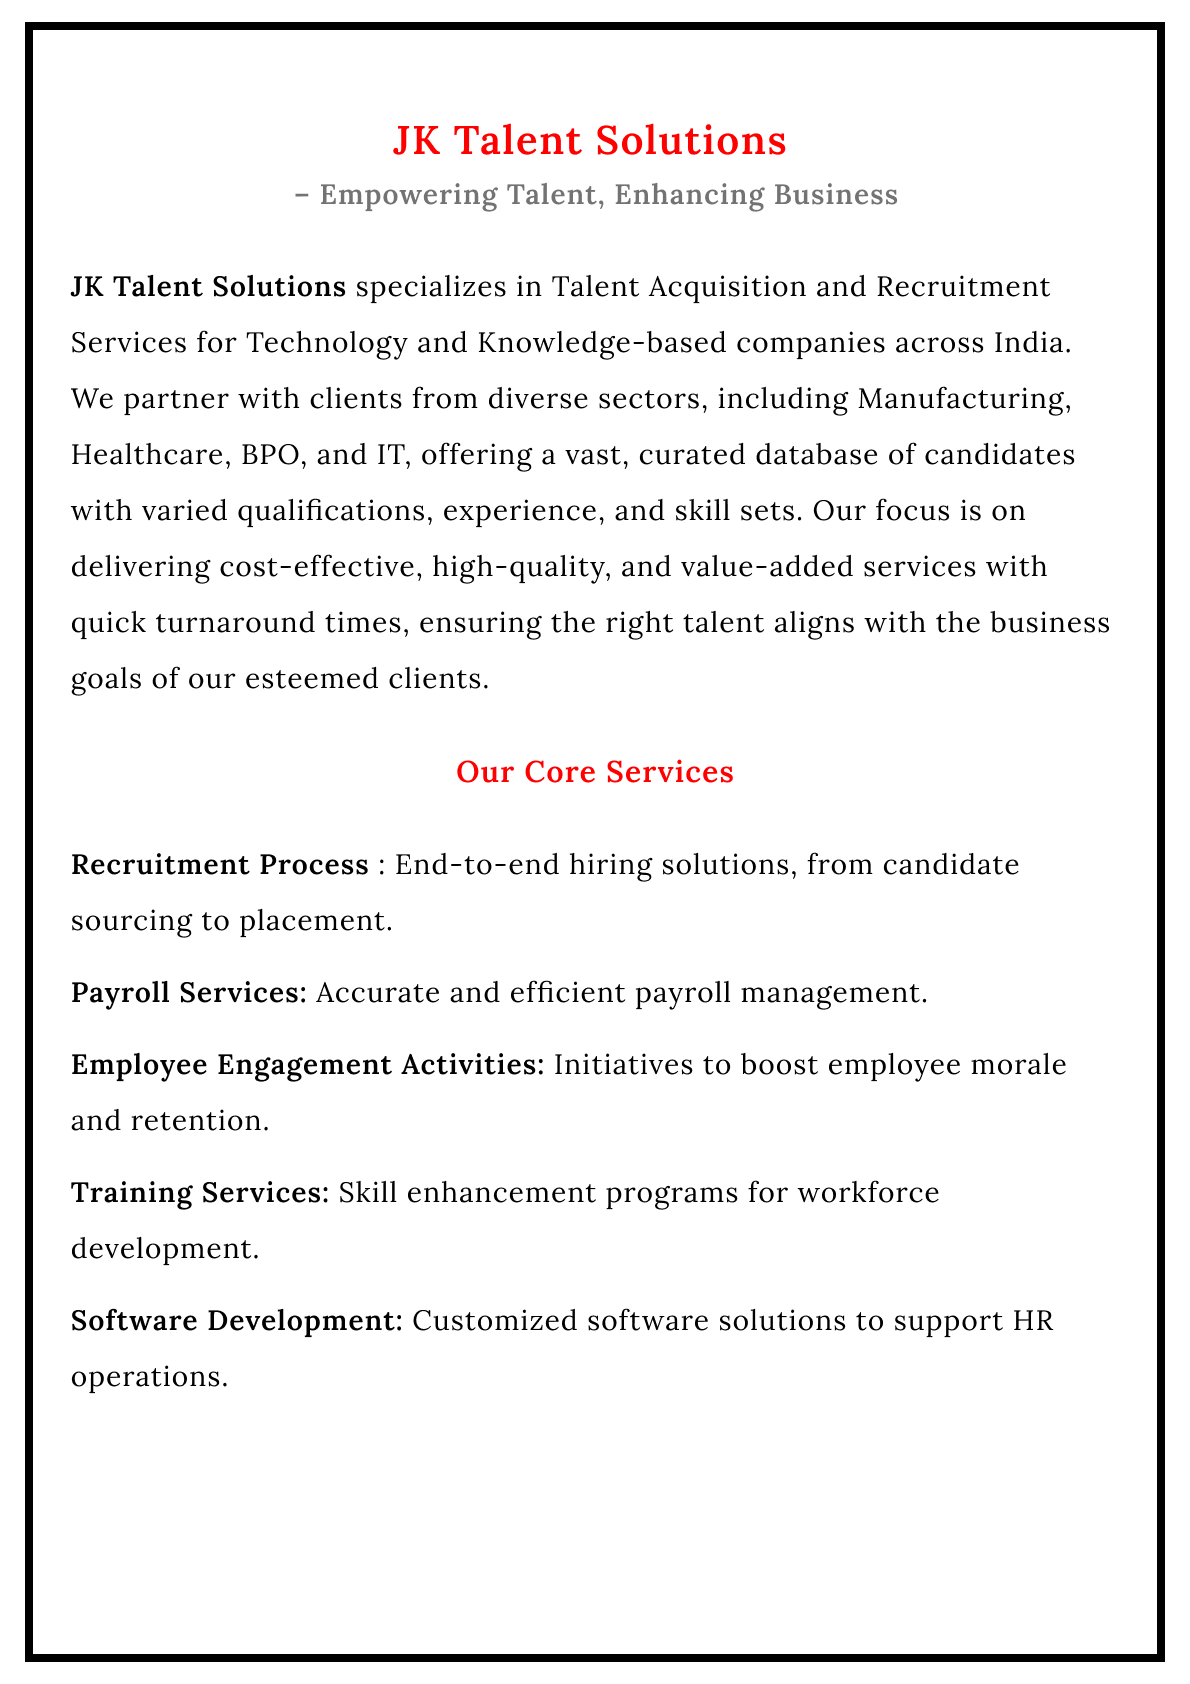 JK Talent Solutions
– Empowering Talent, Enhancing Business
JK Talent Solutions specializes in Talent Acquisition and Recruitment
Services for Technology and Knowledge-based companies across India.
We partner with clients from diverse sectors, including Manufacturing,
Healthcare, BPO, and IT, offering a vast, curated database of candidates
with varied qualifications, experience, and skill sets. Our focus is on
delivering cost-effective, high-quality, and value-added services with
quick turnaround times, ensuring the right talent aligns with the business
goals of our esteemed clients.
Our Core Services
Recruitment Process : End-to-end hiring solutions, from candidate
sourcing to placement.
Payroll Services: Accurate and efficient payroll management.
Employee Engagement Activities: Initiatives to boost employee morale
and retention.
Training Services: Skill enhancement programs for workforce
development.
Software Development: Customized software solutions to support HR
operations.